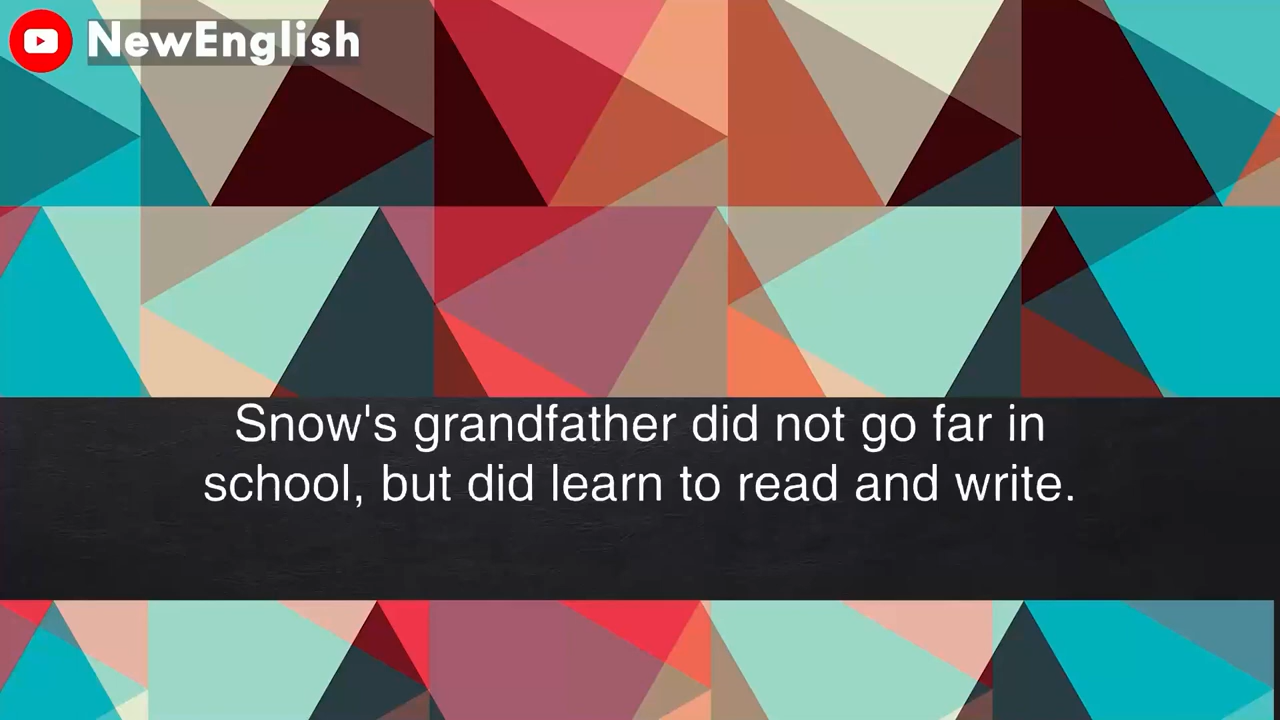 NewEnglish
Snow's grandfather did not go far in
school, but did learn to read and write.